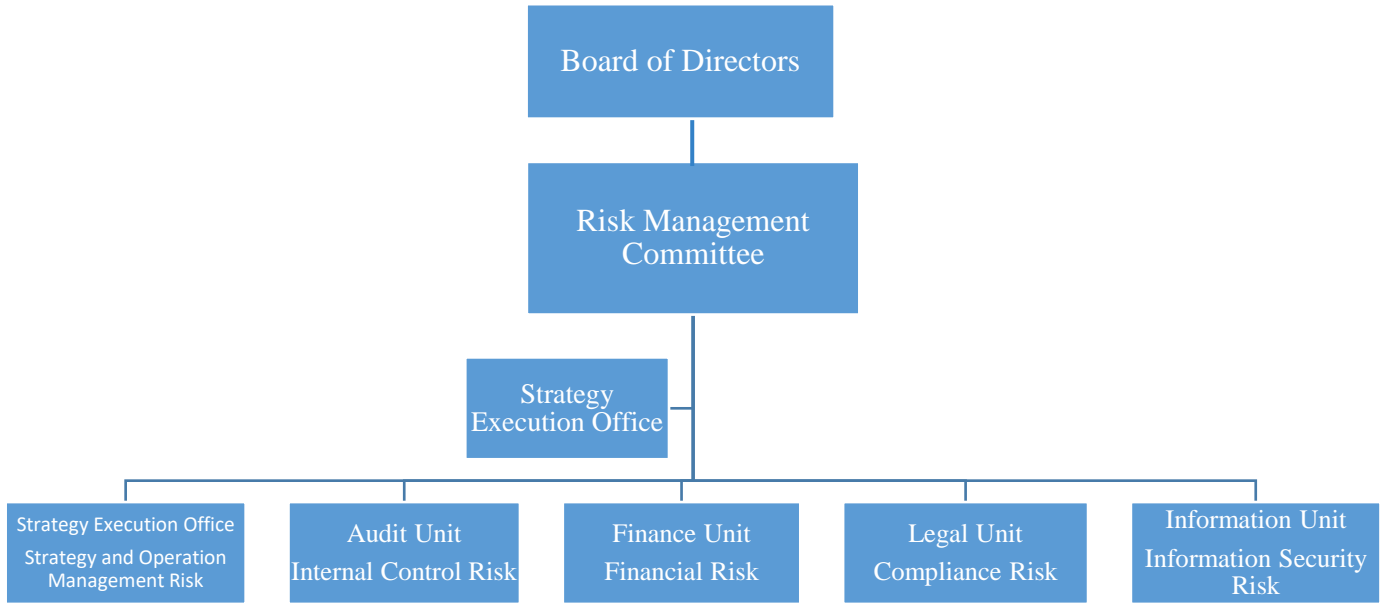 Board of Directors
Risk Management
Committee
Strategy
Execution Office
Strategy Execution Office
Strategy and Operation
Management Risk
Audit Unit
Internal Control Risk
Finance Unit
Financial Risk
Legal Unit
Compliance Risk
Information Unit
Information Security
Risk